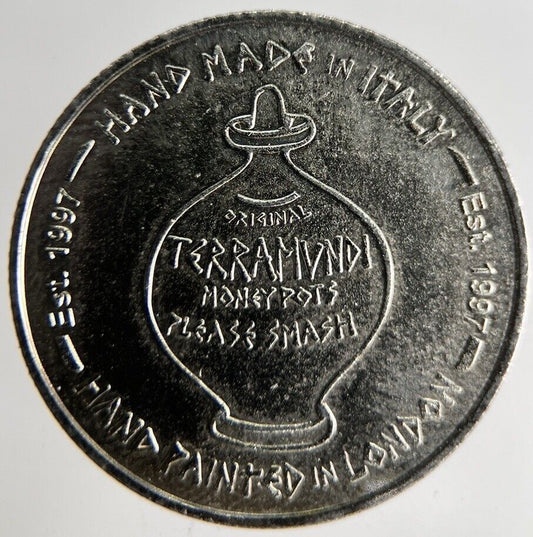 HAND MADE in ITALY
Est. 1997
Est. 1997
ORIGINAL
TERRAMUNDI
MONEYPOTS
PLEASE SMASH
HAND PAINTED in LONDON